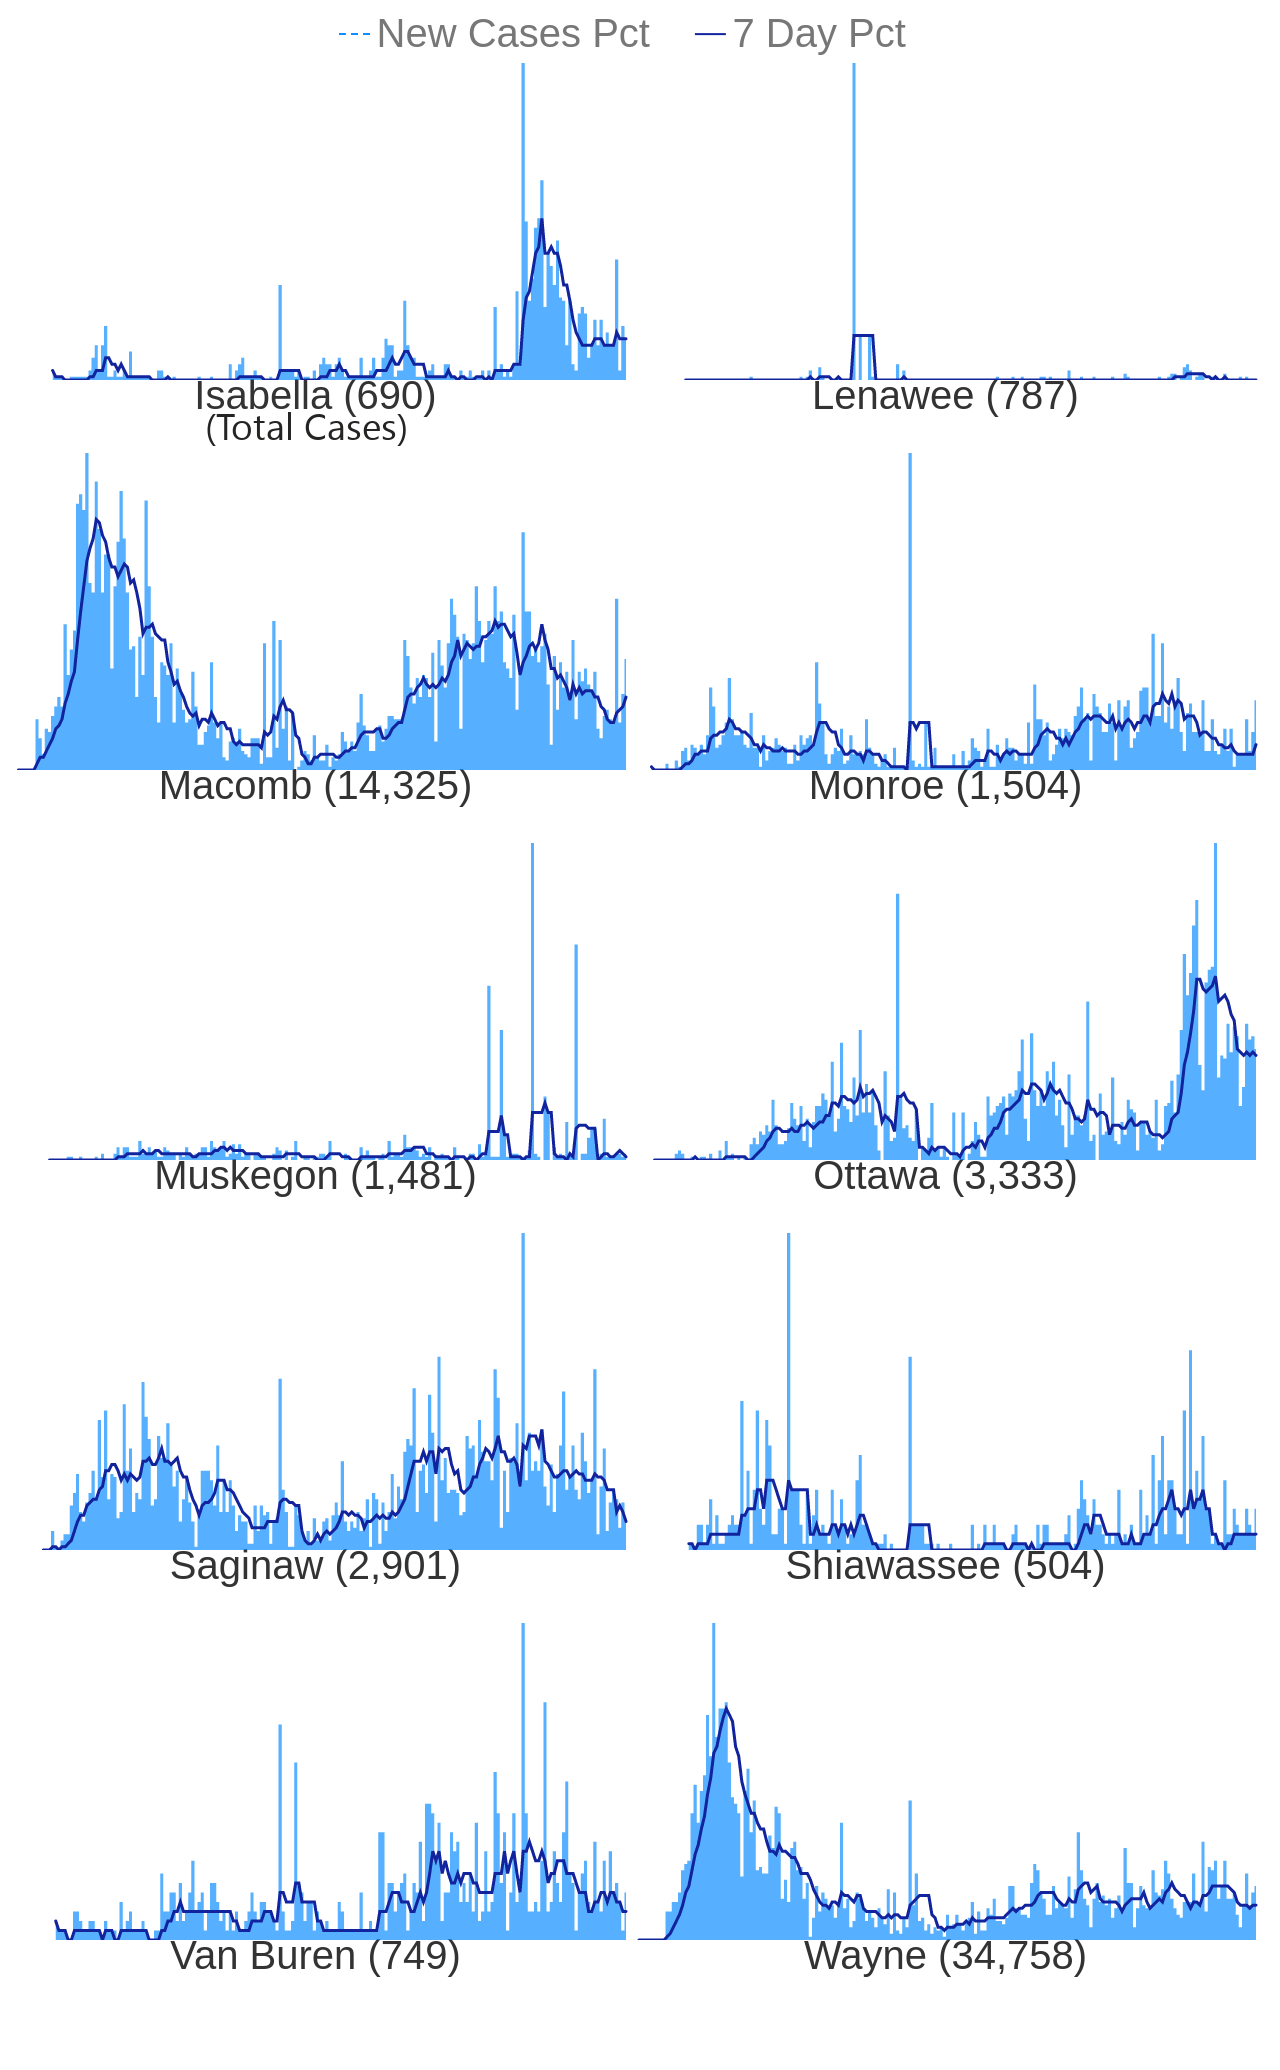 New Cases Pct 7 Day Pct
Isabella (690) Lenawee (787)
(Total Cases)
Macomb (14,325) Monroe (1,504)
Muskegon (1,481) Ottawa (3,333)
Saginaw (2,901) Shiawassee (504)
Van Buren (749) Wayne (34,758)